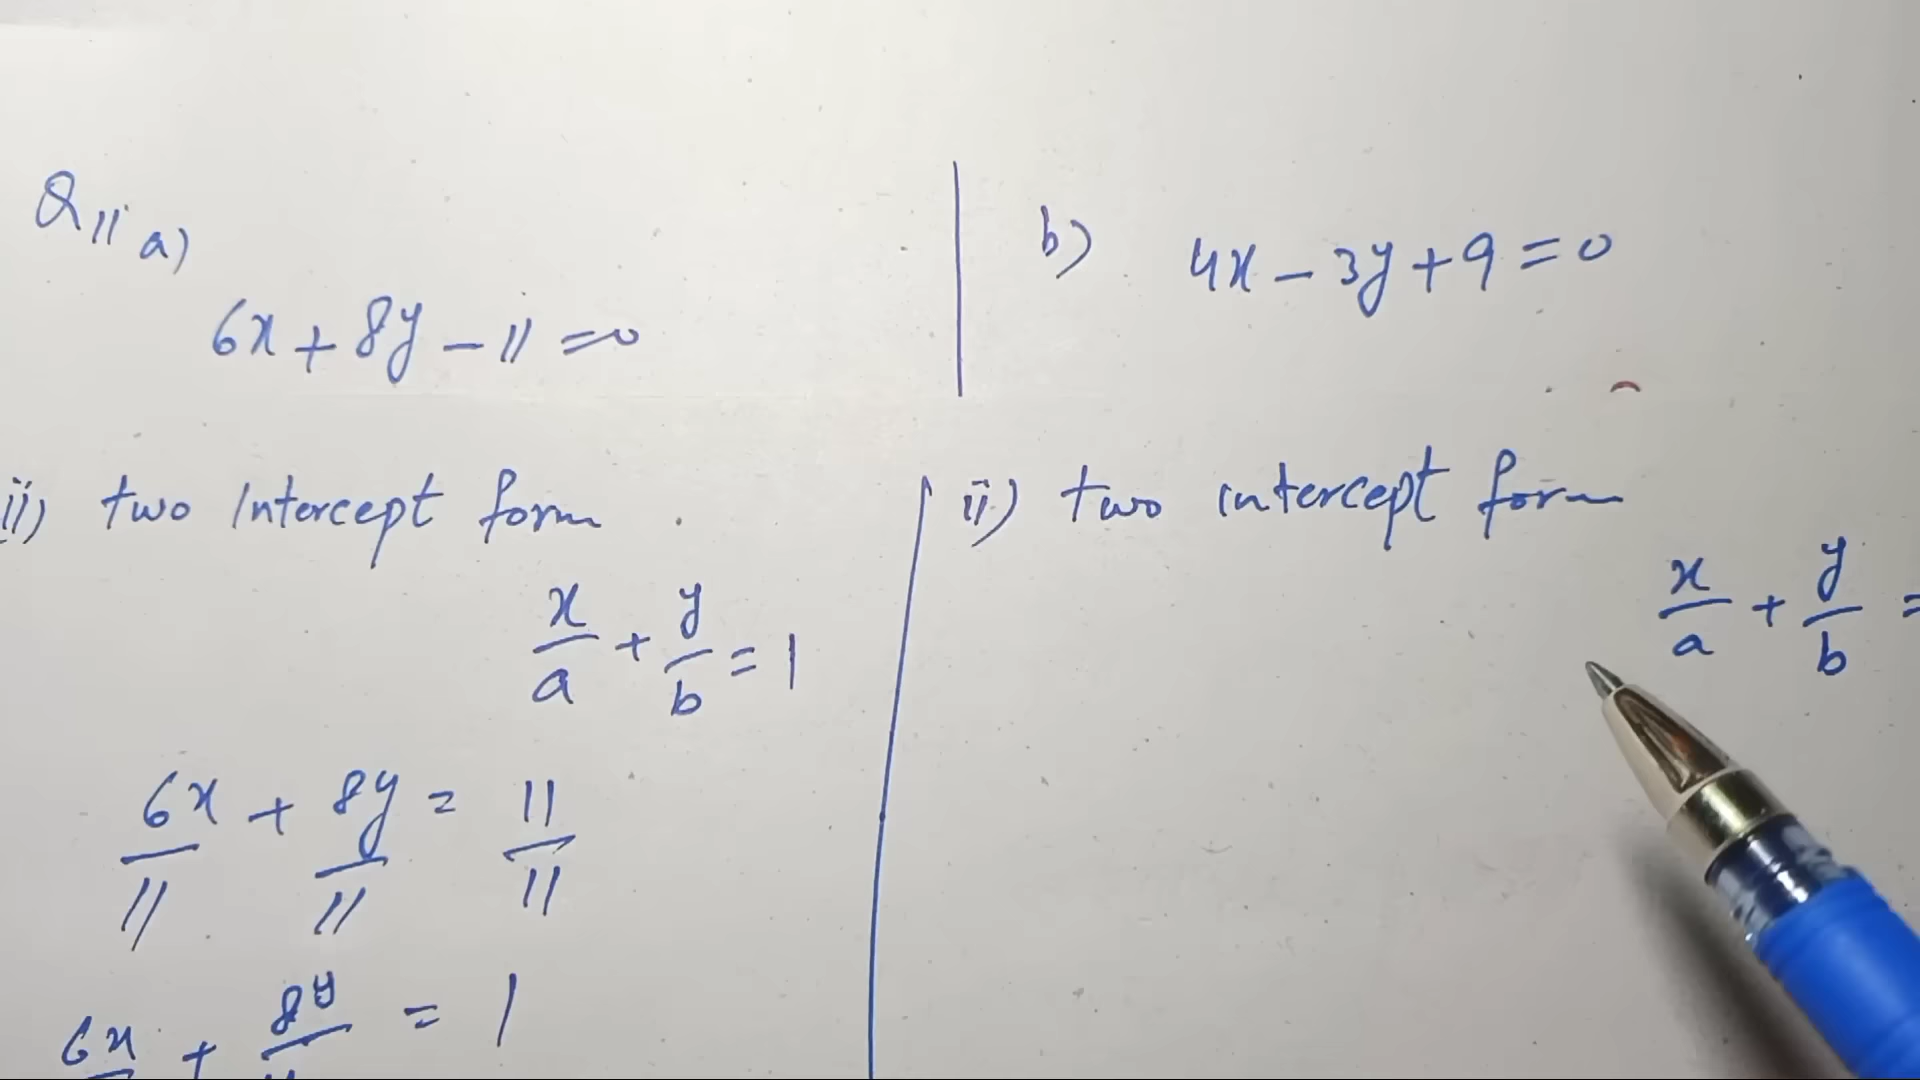 Q11 a)
6x + 8y - 11 = 0
ii) two Intercept form
x/a + y/b = 1
6x/11 + 8y/11 = 11/11
6x + 8y = 1
b) 4x - 3y + 9 = 0
ii) two intercept form
x/a + y/b =